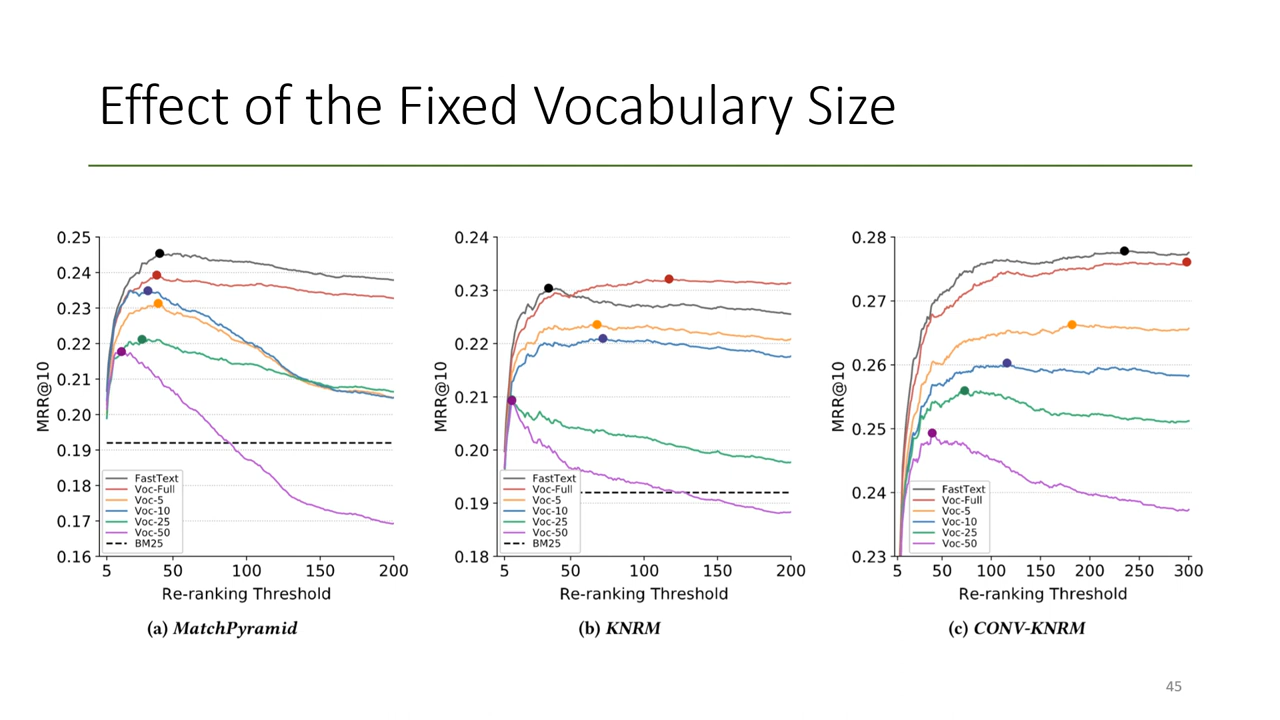 Effect of the Fixed Vocabulary Size
0.25
0.24
0.23
0.22
0.21
0.20
0.19
0.18
0.17
0.16
MRR@10
FastText
Voc-Full
Voc-5
Voc-10
Voc-25
Voc-50
BM25
5 50 100 150 200
Re-ranking Threshold
(a) MatchPyramid
0.24
0.23
0.22
0.21
0.20
0.19
0.18
MRR@10
FastText
Voc-Full
Voc-5
Voc-10
Voc-25
Voc-50
BM25
5 50 100 150 200
Re-ranking Threshold
(b) KNRM
0.28
0.27
0.26
0.25
0.24
0.23
MRR@10
FastText
Voc-Full
Voc-5
Voc-10
Voc-25
Voc-50
5 50 100 150 200 250 300
Re-ranking Threshold
(c) CONV-KNRM
45